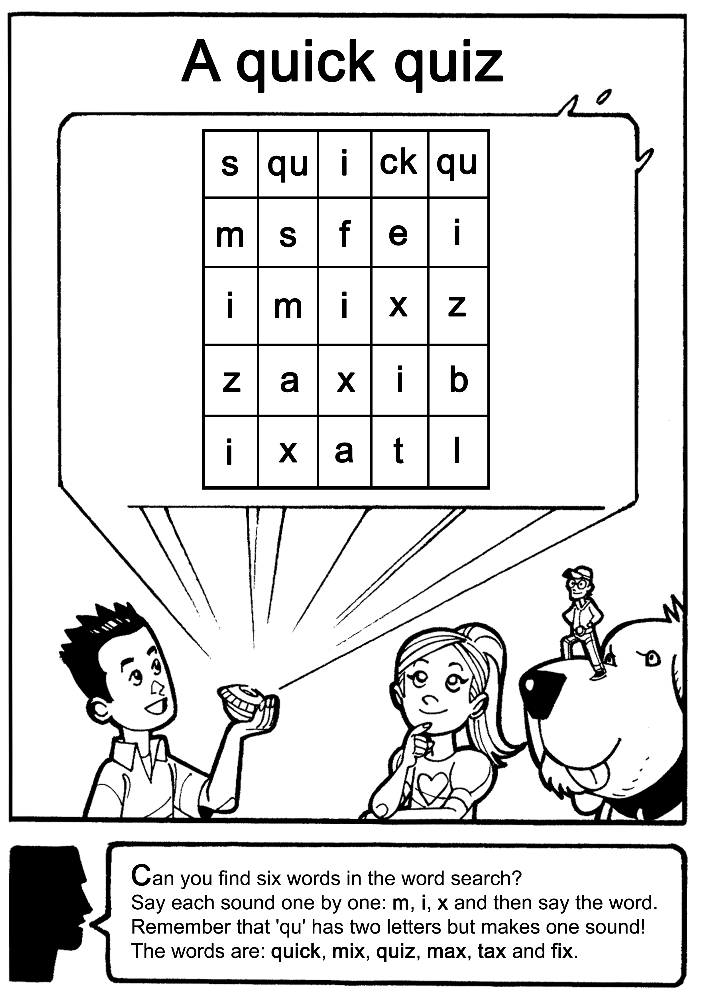 A quick quiz
s qu i ck qu
m s f e i
i m i x z
z a x i b
i x a t l
Can you find six words in the word search?
Say each sound one by one: m, i, x and then say the word.
Remember that 'qu' has two letters but makes one sound!
The words are: quick, mix, quiz, max, tax and fix.